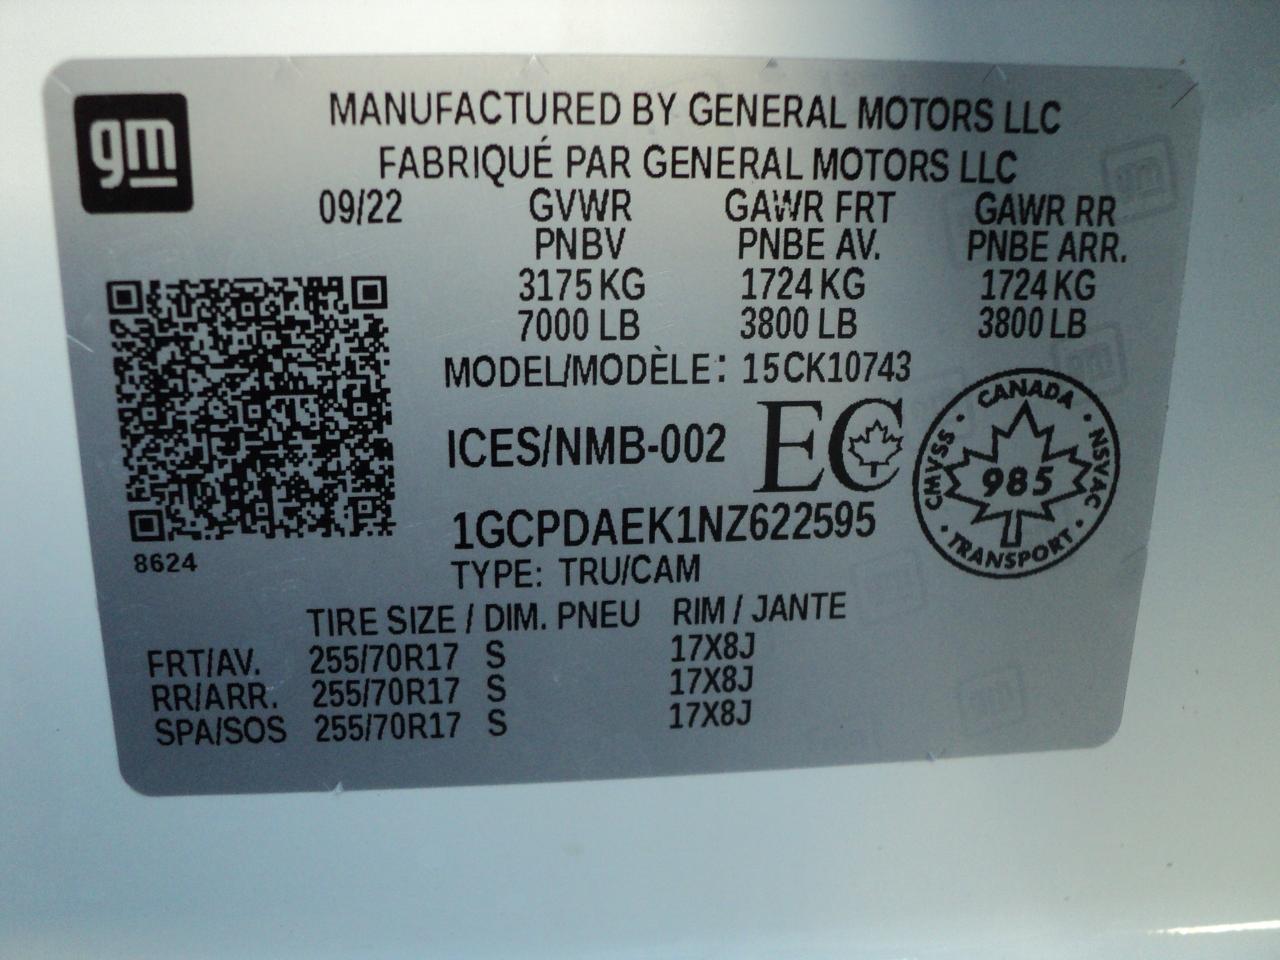 gm
MANUFACTURED BY GENERAL MOTORS LLC
FABRIQUÉ PAR GENERAL MOTORS LLC
09/22 GVWR GAWR FRT GAWR RR
PNBV PNBE AV. PNBE ARR.
3175 KG 1724 KG 1724 KG
7000 LB 3800 LB 3800 LB
MODEL/MODÈLE: 15CK10743
ICES/NMB-002 EC
CANADA
CMVSS 985 NSVAC
TRANSPORT
1GCPDAEK1NZ622595
8624
TYPE: TRU/CAM
TIRE SIZE / DIM. PNEU RIM / JANTE
FRT/AV. 255/70R17 S 17X8J
RR/ARR. 255/70R17 S 17X8J
SPA/SOS 255/70R17 S 17X8J